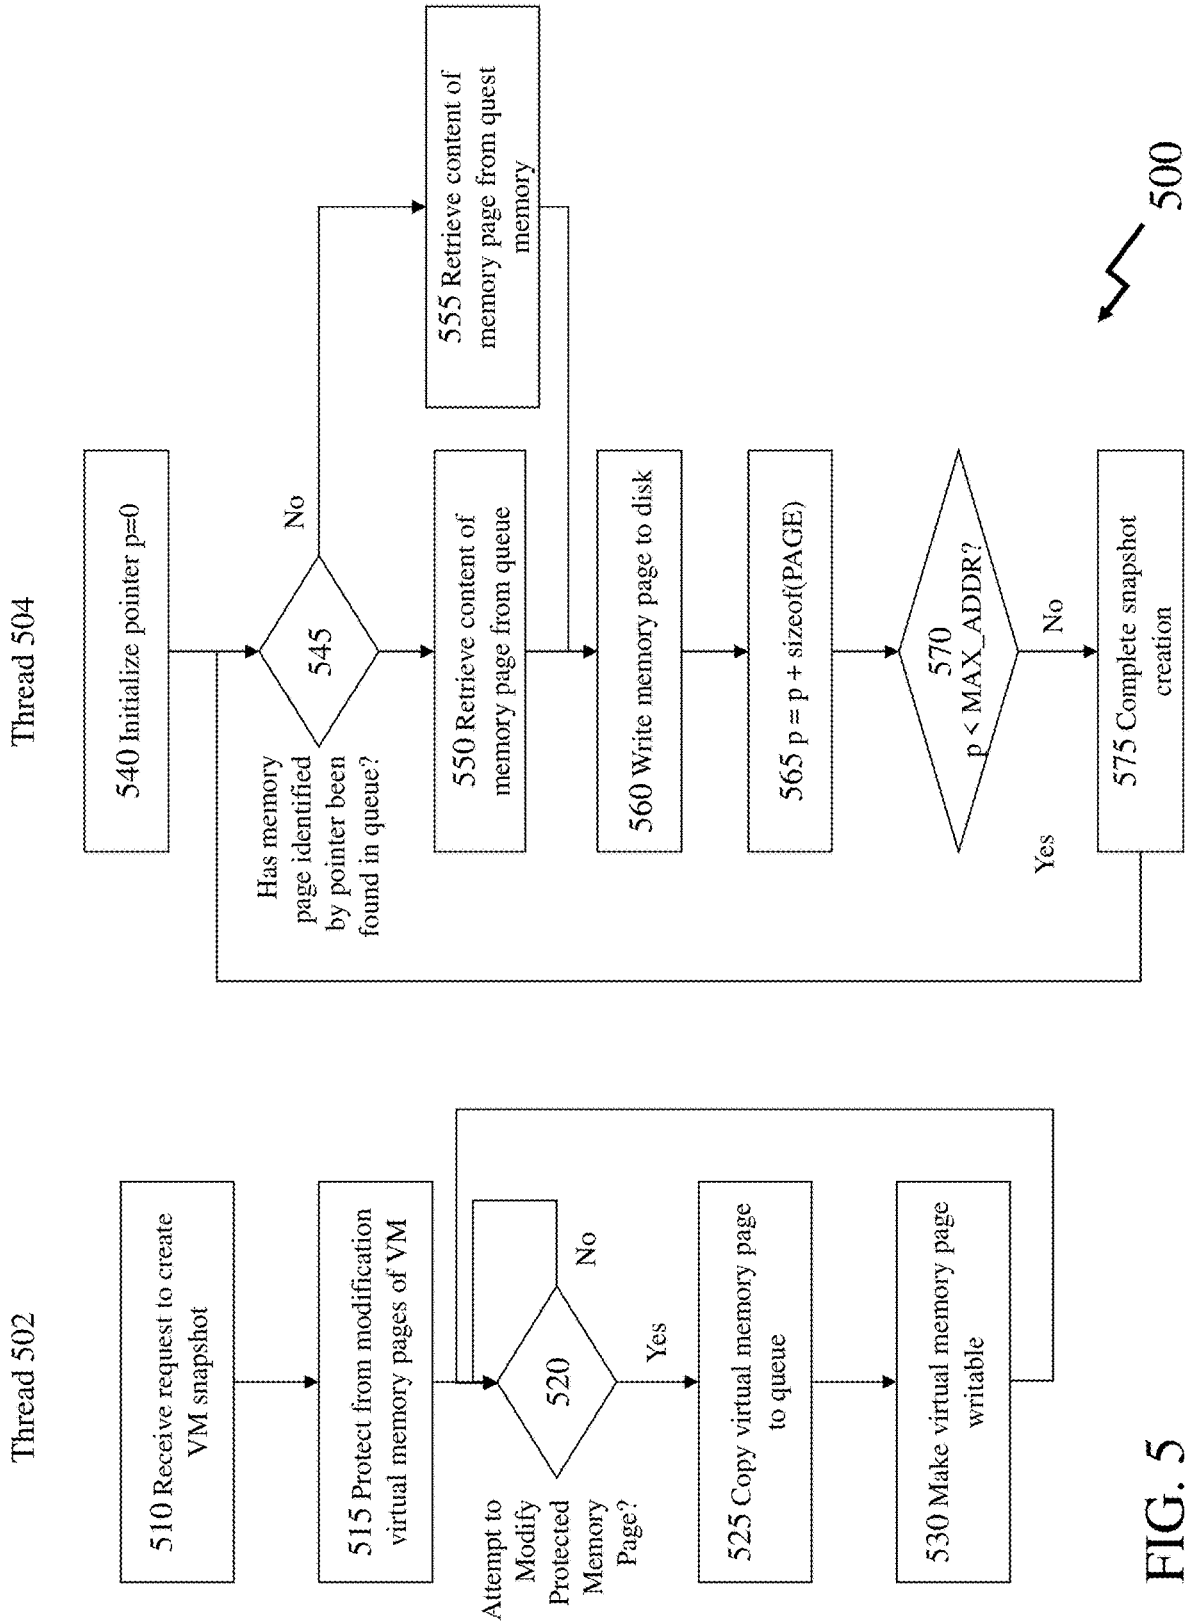 Thread 502
510 Receive request to create
VM snapshot
515 Protect from modification
virtual memory pages of VM
Attempt to
Modify
Protected
Memory
Page?
520
No
Yes
525 Copy virtual memory page
to queue
530 Make virtual memory page
writable
Thread 504
540 Initialize pointer p=0
Has memory
page identified
by pointer been
found in queue?
545
No
550 Retrieve content of
memory page from queue
555 Retrieve content of
memory page from quest
memory
560 Write memory page to disk
565 p = p + sizeof(PAGE)
570
p < MAX_ADDR?
Yes
No
575 Complete snapshot
creation
500
FIG. 5